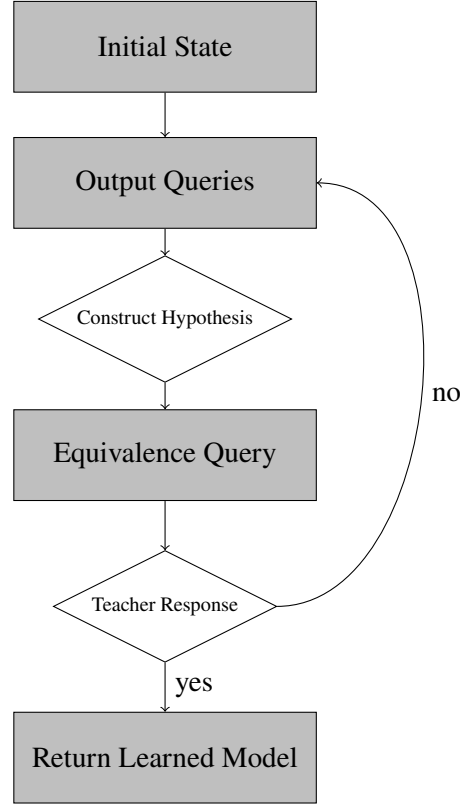 Initial State
Output Queries
Construct Hypothesis
no
Equivalence Query
Teacher Response
yes
Return Learned Model